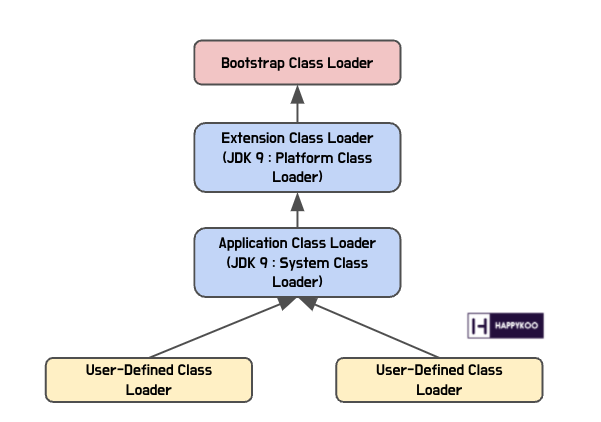 Bootstrap Class Loader
Extension Class Loader
(JDK 9 : Platform Class
Loader)
Application Class Loader
(JDK 9 : System Class
Loader)
HAPPYKOO
User-Defined Class
Loader
User-Defined Class
Loader